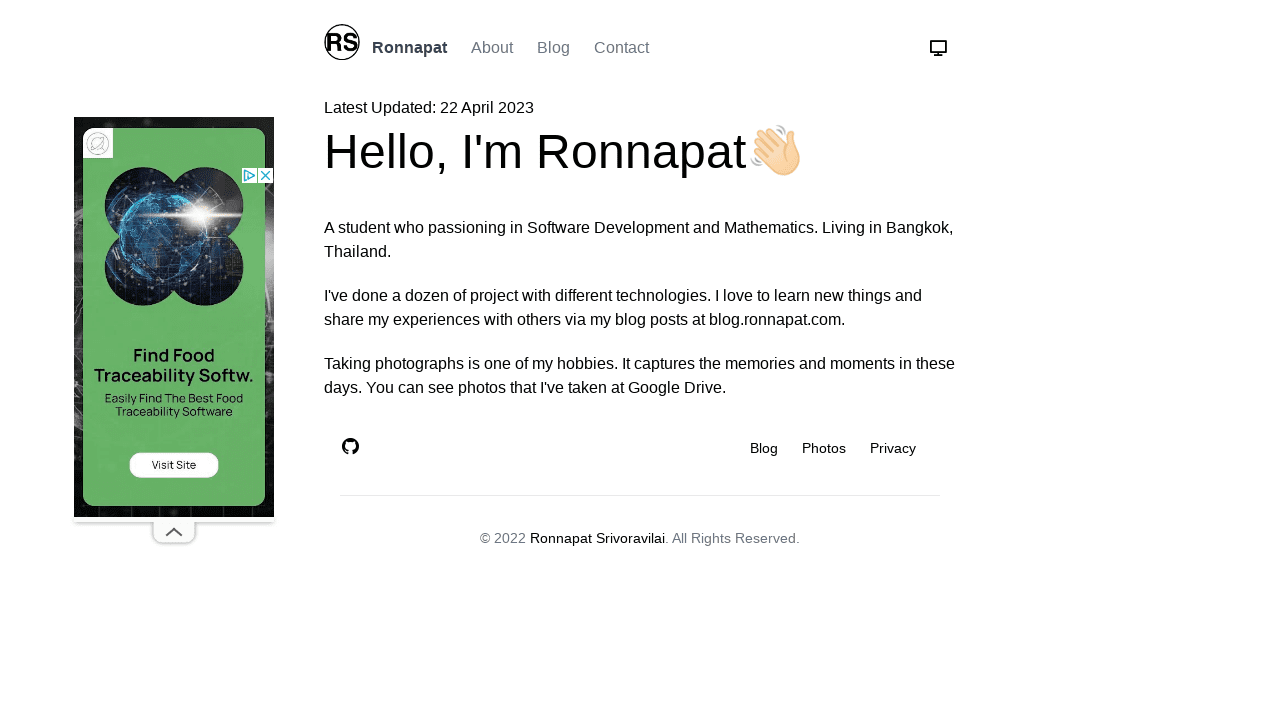 RS
Ronnapat About Blog Contact
Latest Updated: 22 April 2023
Hello, I'm Ronnapat
A student who passioning in Software Development and Mathematics. Living in Bangkok,
Thailand.
I've done a dozen of project with different technologies. I love to learn new things and
share my experiences with others via my blog posts at blog.ronnapat.com.
Taking photographs is one of my hobbies. It captures the memories and moments in these
days. You can see photos that I've taken at Google Drive.
Find Food
Traceability Softw.
Easily Find The Best Food
Traceability Software
Visit Site
Blog Photos Privacy
© 2022 Ronnapat Srivoravilai. All Rights Reserved.